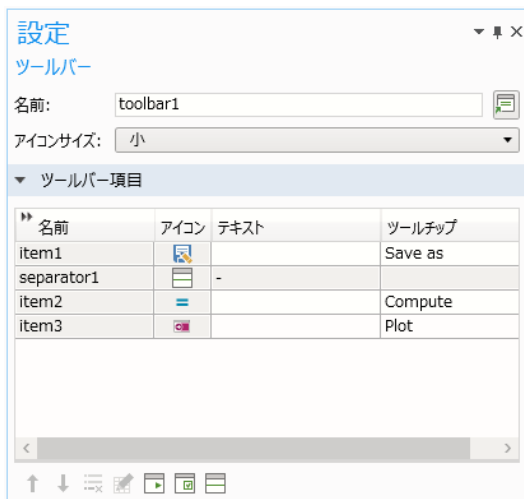 設定
ツールバー
名前: toolbar1
アイコンサイズ: 小
ツールバー項目
名前 アイコン テキスト ツールチップ
item1 Save as
separator1 -
item2 Compute
item3 Plot